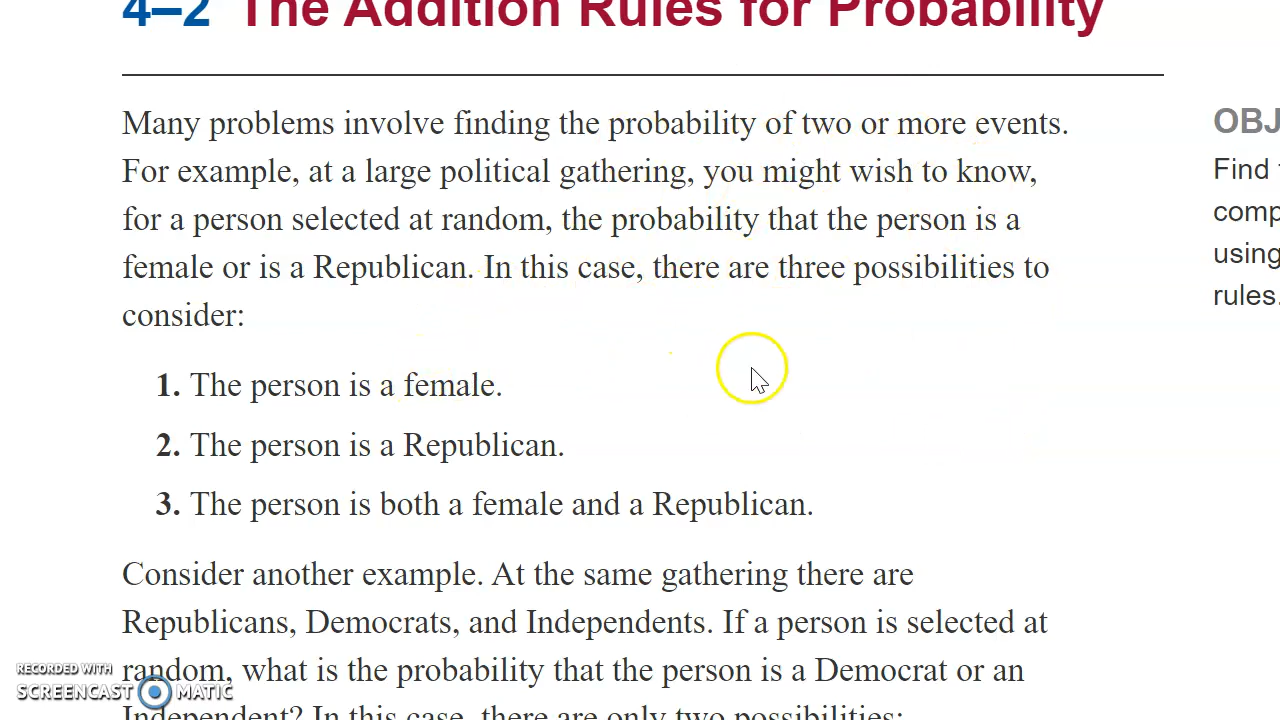 4–2 The Addition Rules for Probability
Many problems involve finding the probability of two or more events.
For example, at a large political gathering, you might wish to know,
for a person selected at random, the probability that the person is a
female or is a Republican. In this case, there are three possibilities to
consider:
1. The person is a female.
2. The person is a Republican.
3. The person is both a female and a Republican.
Consider another example. At the same gathering there are
Republicans, Democrats, and Independents. If a person is selected at
random, what is the probability that the person is a Democrat or an
Independent? In this case, there are only two possibilities:
OBJ
Find
comp
using
rules.
RECORDED WITH
SCREENCAST MATIC